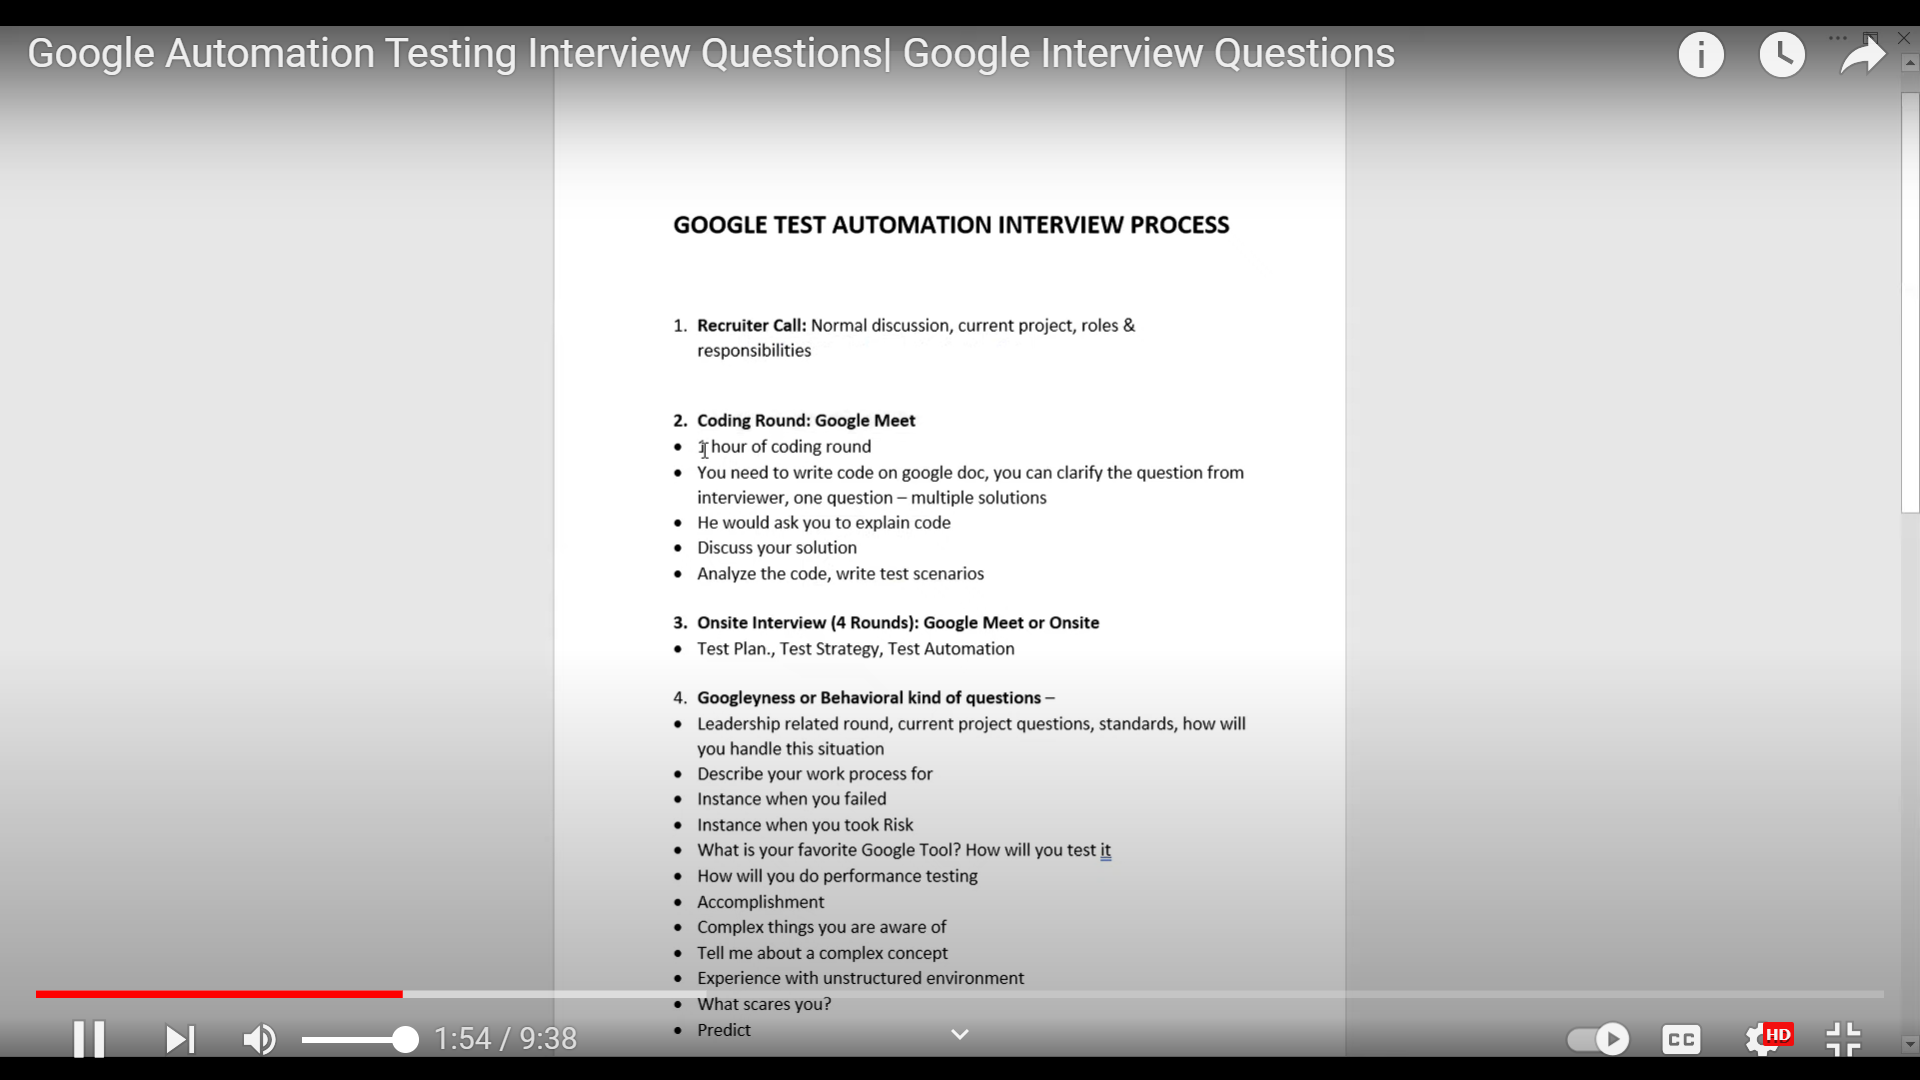 Google Automation Testing Interview Questions| Google Interview Questions
GOOGLE TEST AUTOMATION INTERVIEW PROCESS
1. Recruiter Call: Normal discussion, current project, roles &
responsibilities
2. Coding Round: Google Meet
• 1 hour of coding round
• You need to write code on google doc, you can clarify the question from
interviewer, one question – multiple solutions
• He would ask you to explain code
• Discuss your solution
• Analyze the code, write test scenarios
3. Onsite Interview (4 Rounds): Google Meet or Onsite
• Test Plan., Test Strategy, Test Automation
4. Googleyness or Behavioral kind of questions –
• Leadership related round, current project questions, standards, how will
you handle this situation
• Describe your work process for
• Instance when you failed
• Instance when you took Risk
• What is your favorite Google Tool? How will you test it
• How will you do performance testing
• Accomplishment
• Complex things you are aware of
• Tell me about a complex concept
• Experience with unstructured environment
• What scares you?
• Predict
1:54 / 9:38
CC
HD